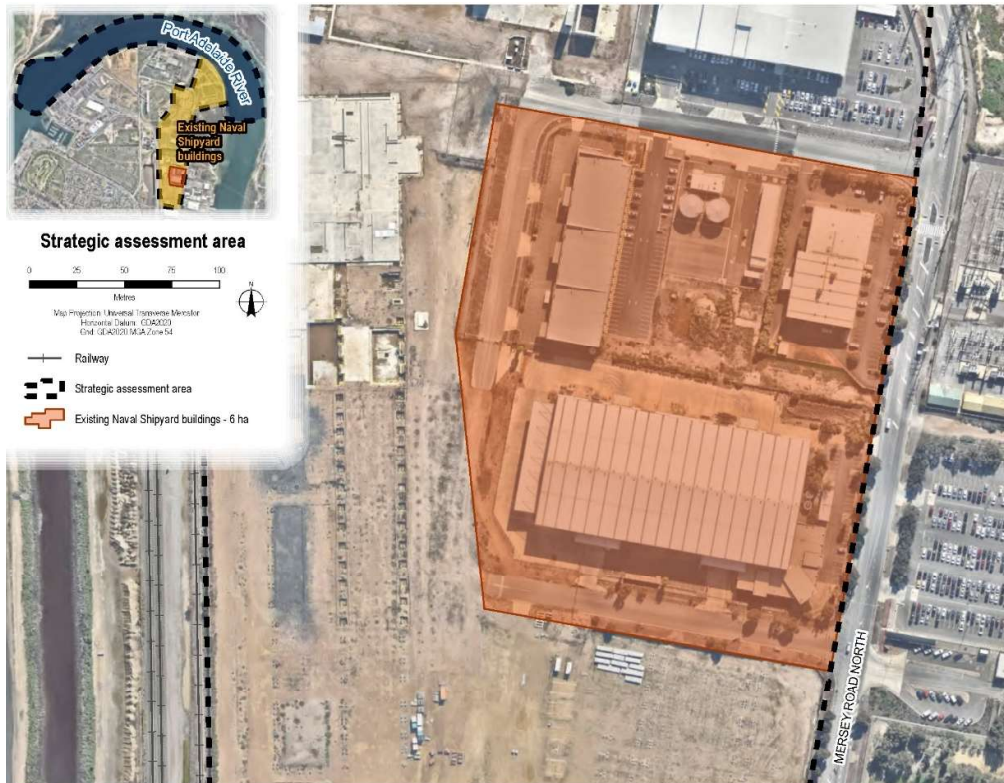 Port Adelaide River
Existing Naval
Shipyard
buildings
Strategic assessment area
0 25 50 75 100
Metres
N
Map Projection: Universal Transverse Mercator
Horizontal Datum: GDA2020
Grid: GDA2020 MGA Zone 54
Railway
Strategic assessment area
Existing Naval Shipyard buildings - 6 ha
MERSEY ROAD NORTH